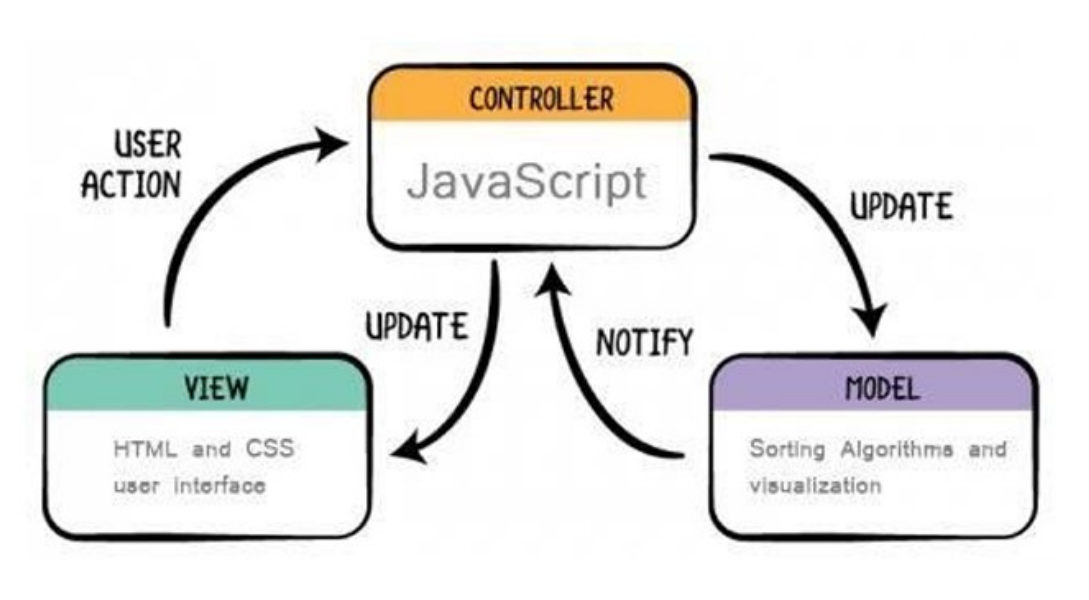 CONTROLLER
JavaScript
USER
ACTION
UPDATE
UPDATE
NOTIFY
VIEW
HTML and CSS
user interface
MODEL
Sorting Algorithms and
visualization